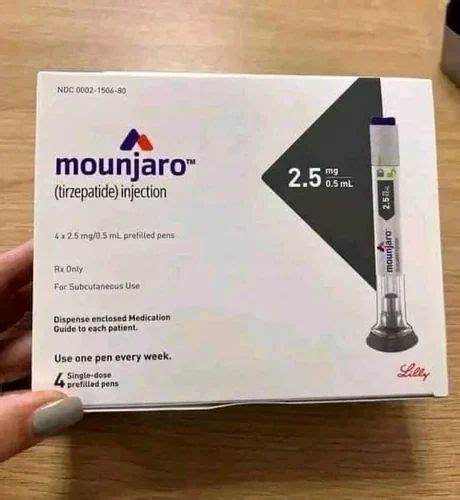 NDC 0002-1506-80
mounjaro™
(tirzepatide) injection
2.5 mg
0.5 mL
4 x 2.5 mg/0.5 mL prefilled pens
Rx Only
For Subcutaneous Use
Dispense enclosed Medication
Guide to each patient.
Use one pen every week.
4 Single-dose
prefilled pens
2.5
mounjaro
Lilly